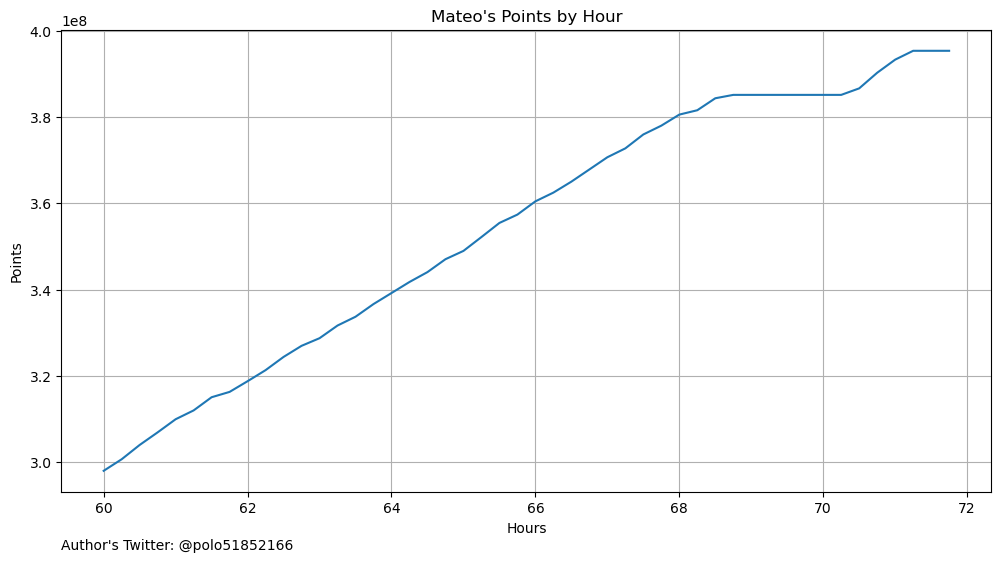 Mateo's Points by Hour
1e8
4.0
3.8
3.6
3.4
3.2
3.0
Points
60 62 64 66 68 70 72
Hours
Author's Twitter: @polo51852166